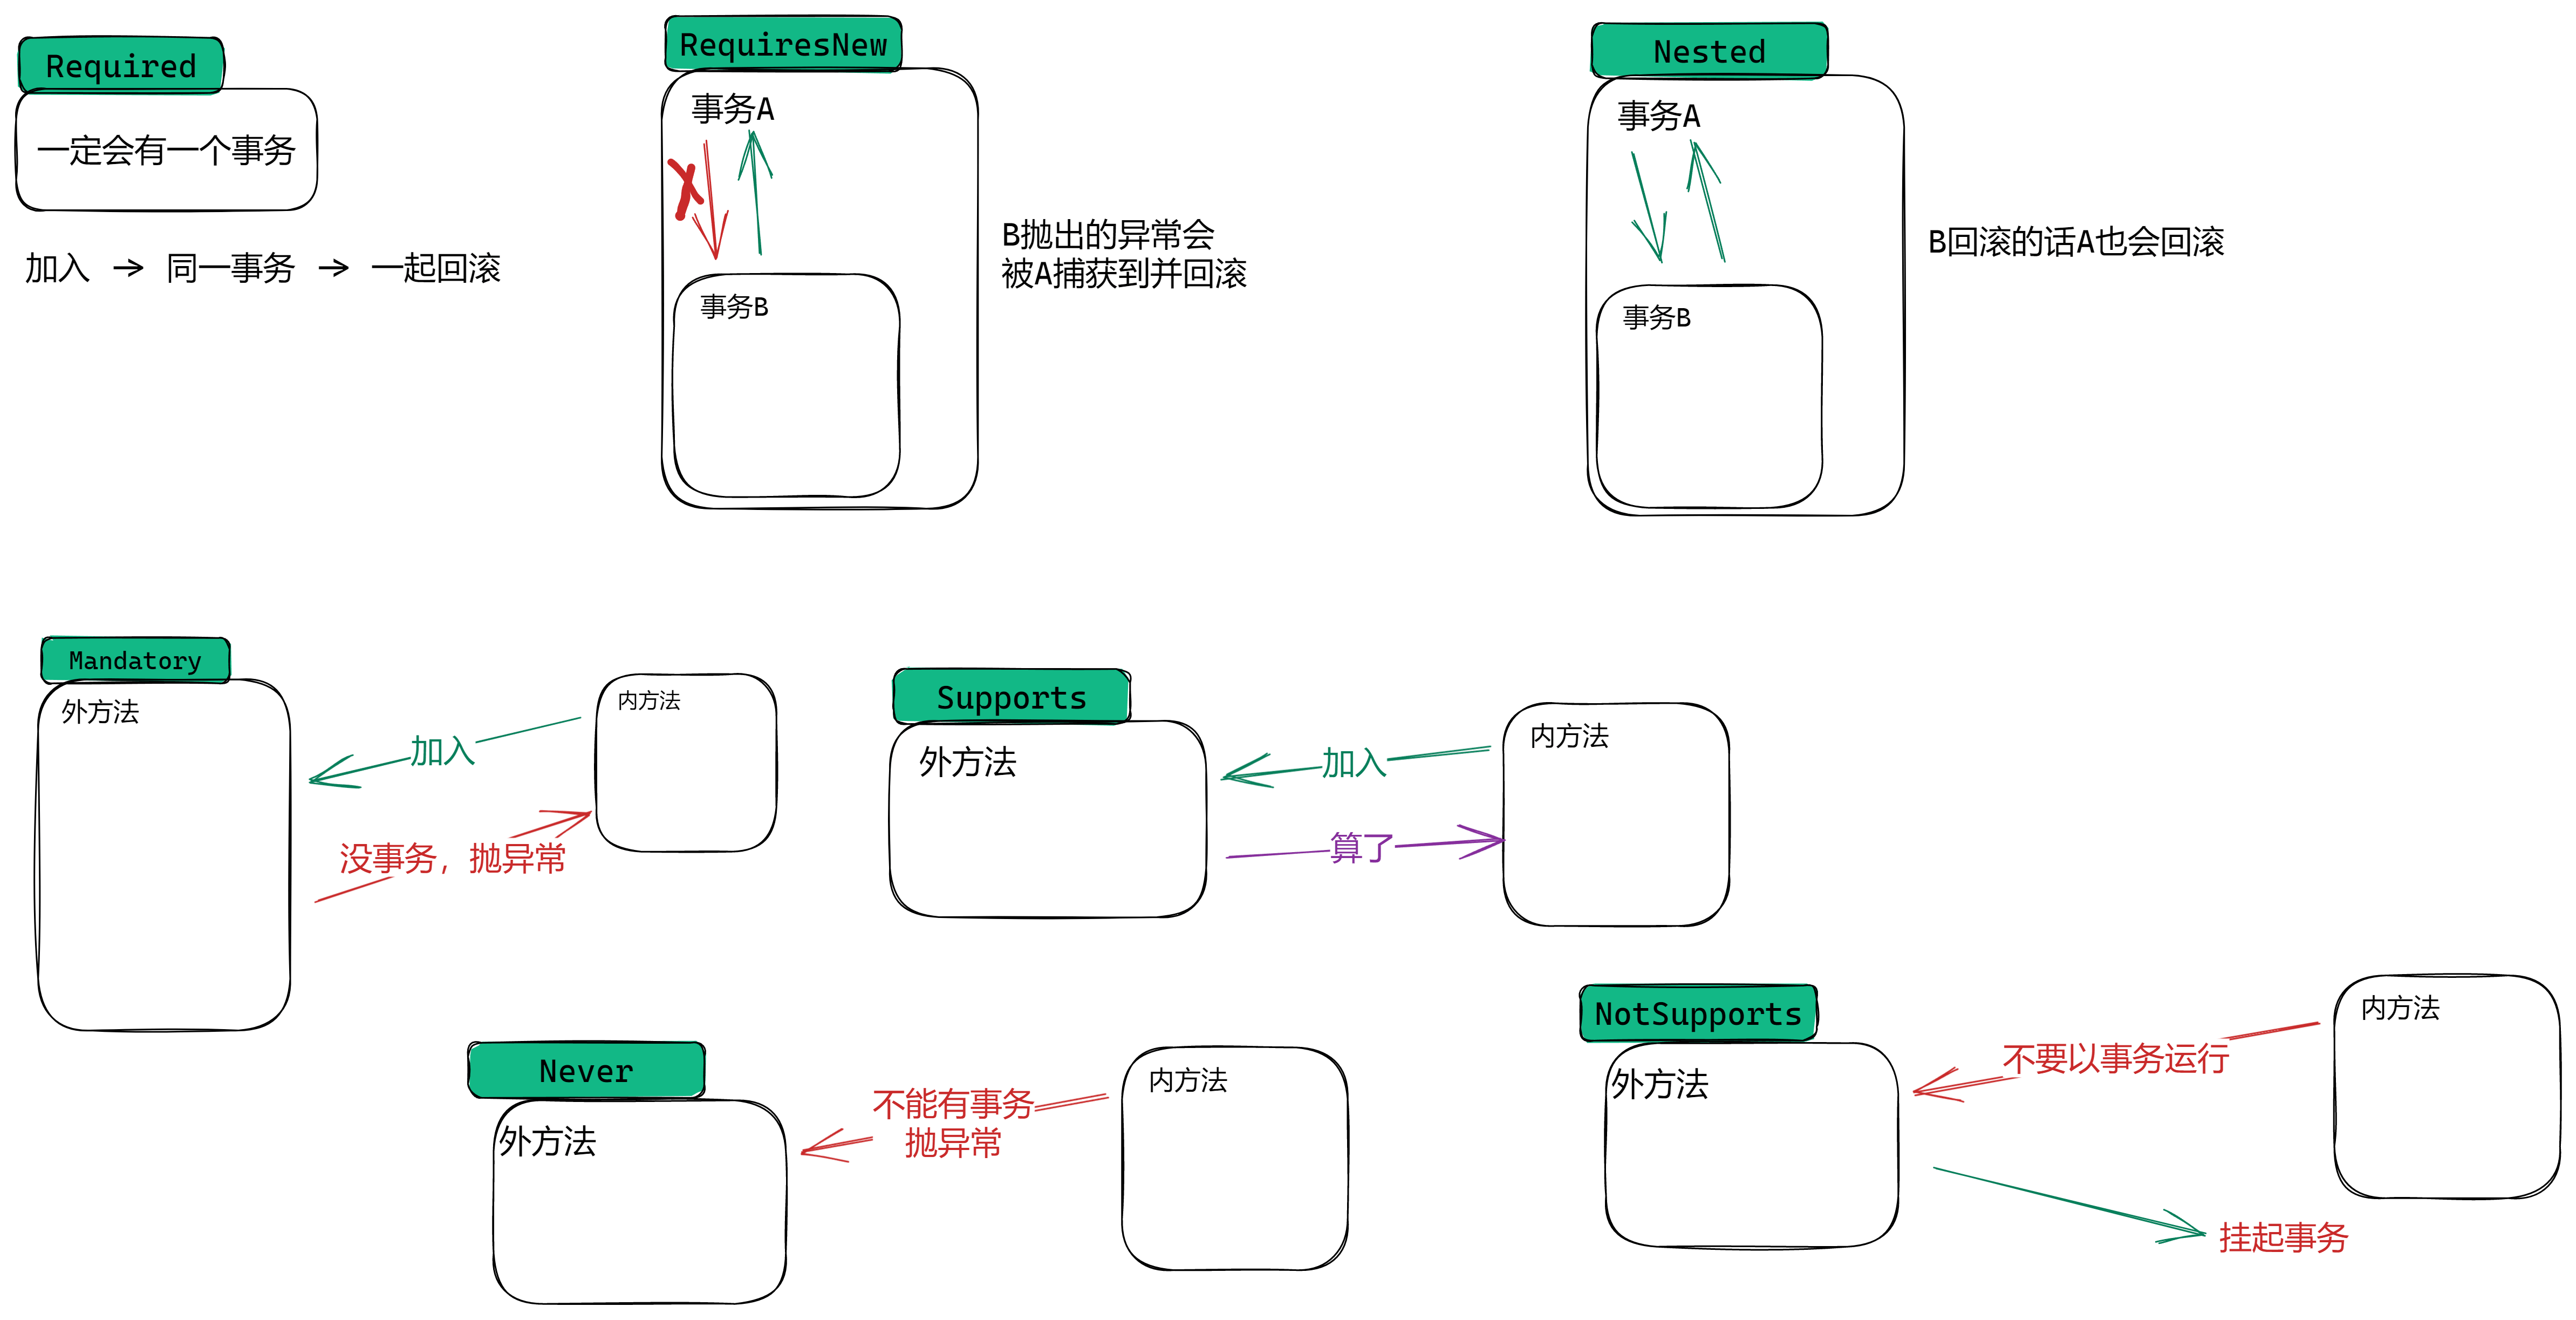 Required
一定会有一个事务
加入 → 同一事务 → 一起回滚
RequiresNew
事务A
事务B
B抛出的异常会
被A捕获到并回滚
Nested
事务A
事务B
B回滚的话A也会回滚
Mandatory
外方法
内方法
加入
没事务，抛异常
Supports
外方法
内方法
加入
算了
Never
外方法
内方法
不能有事务
抛异常
NotSupports
外方法
内方法
不要以事务运行
挂起事务